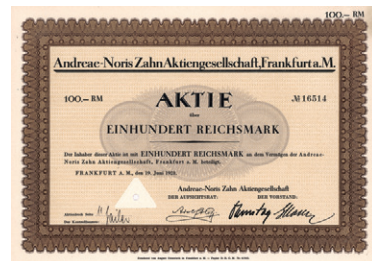 100.— RM
Andreae-Noris Zahn Aktiengesellschaft, Frankfurt a. M.
100.— RM
AKTIE
№ 16514
über
EINHUNDERT REICHSMARK
Der Inhaber dieser Aktie ist mit EINHUNDERT REICHSMARK an dem Vermögen der Andreae-
Noris Zahn Aktiengesellschaft, Frankfurt a. M. beteiligt.
FRANKFURT A. M., den 18. Juni
Andreae-Noris Zahn Aktiengesellschaft
DER AUFSICHTSRAT:
DER VORSTAND: